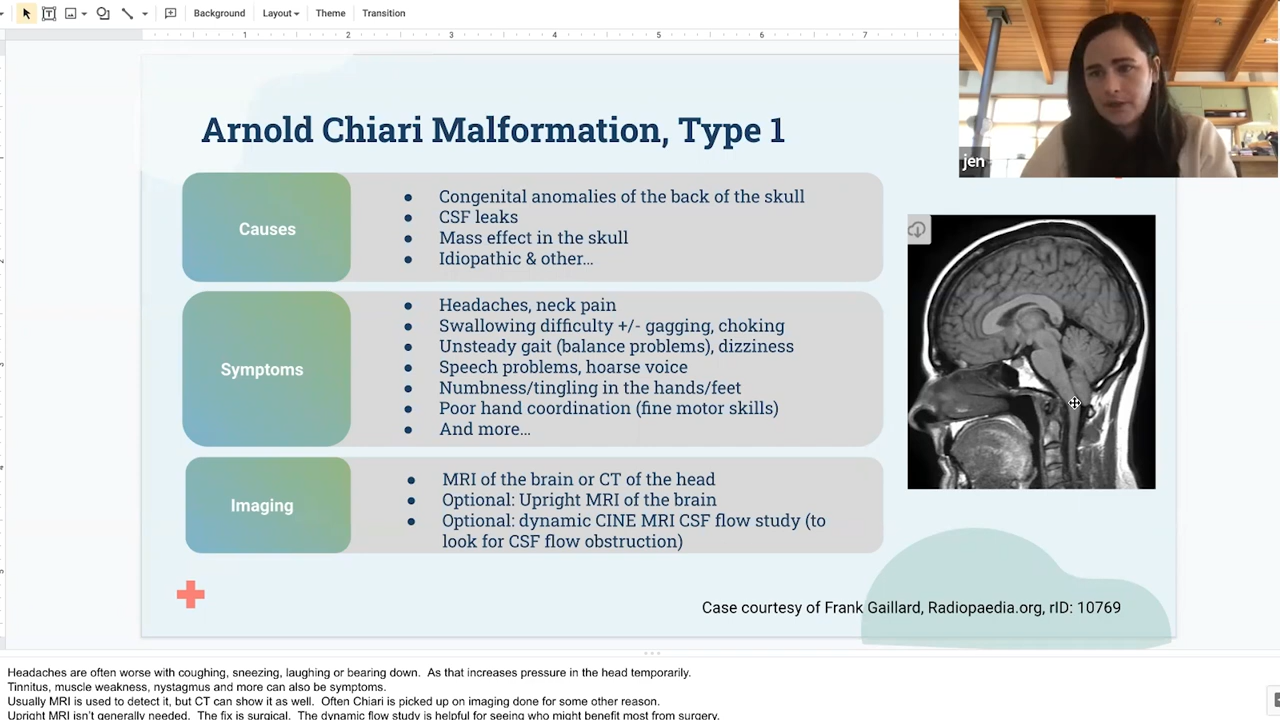 Background Layout Theme Transition
1 2 3 4 5 6 7
jen
Arnold Chiari Malformation, Type 1
Causes
● Congenital anomalies of the back of the skull
● CSF leaks
● Mass effect in the skull
● Idiopathic & other...
Symptoms
● Headaches, neck pain
● Swallowing difficulty +/- gagging, choking
● Unsteady gait (balance problems), dizziness
● Speech problems, hoarse voice
● Numbness/tingling in the hands/feet
● Poor hand coordination (fine motor skills)
● And more...
Imaging
● MRI of the brain or CT of the head
● Optional: Upright MRI of the brain
● Optional: dynamic CINE MRI CSF flow study (to
look for CSF flow obstruction)
Case courtesy of Frank Gaillard, Radiopaedia.org, rID: 10769
Headaches are often worse with coughing, sneezing, laughing or bearing down. As that increases pressure in the head temporarily.
Tinnitus, muscle weakness, nystagmus and more can also be symptoms.
Usually MRI is used to detect it, but CT can show it as well. Often Chiari is picked up on imaging done for some other reason.
Upright MRI isn't generally needed. The fix is surgical. The dynamic flow study is helpful for seeing who might benefit most from surgery.